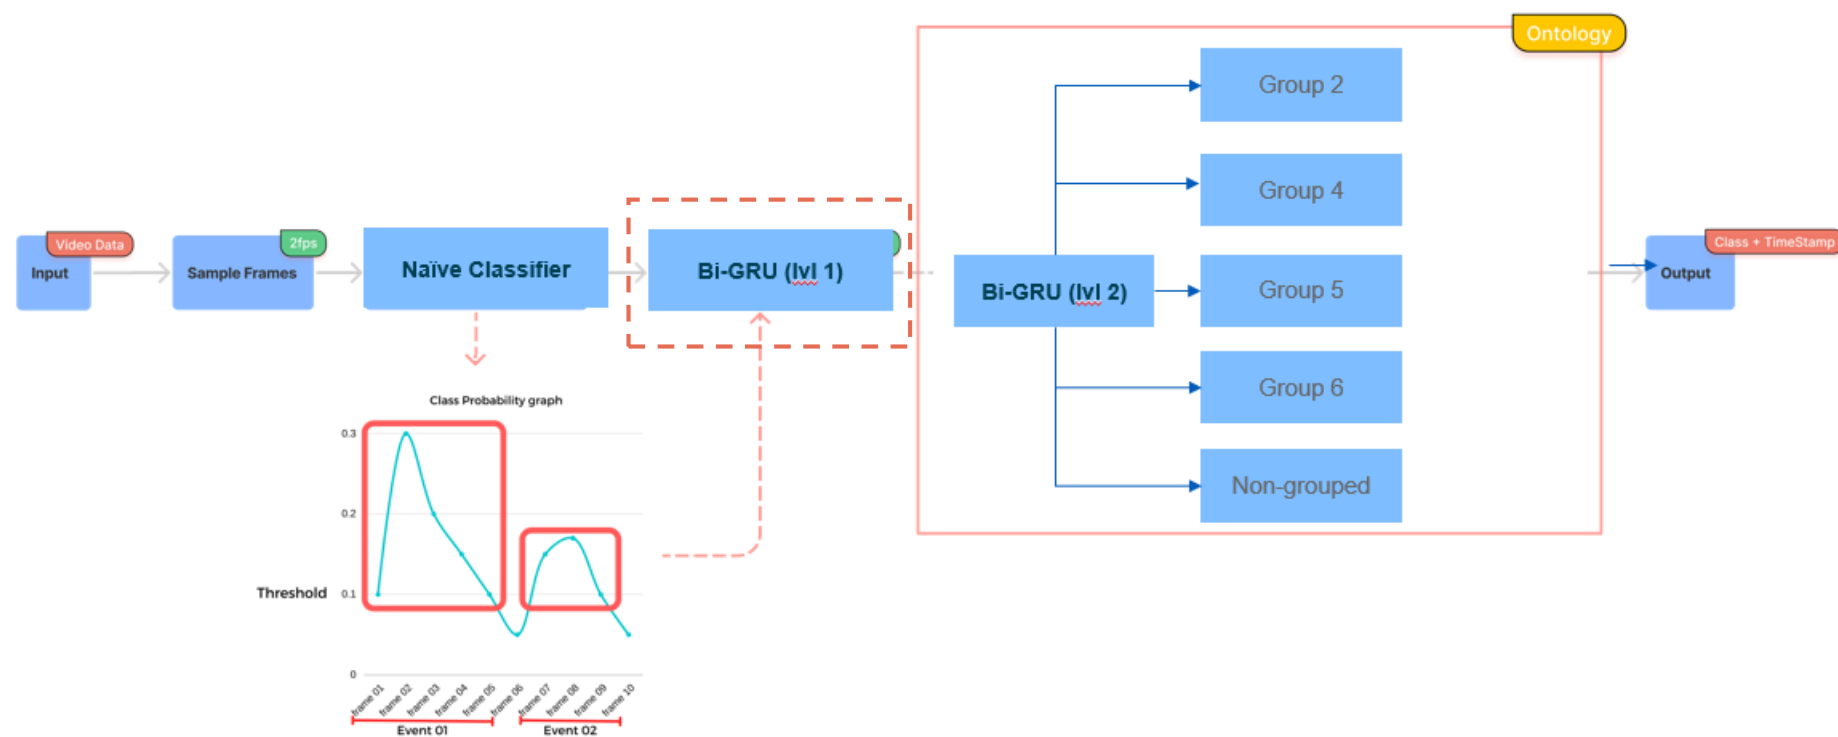 Ontology
Group 2
Group 4
Video Data
Input
2fps
Sample Frames
Naïve Classifier
Bi-GRU (lvl 1)
Bi-GRU (lvl 2)
Group 5
Class + TimeStamp
Output
Group 6
Non-grouped
Class Probability graph
0.3
0.2
Threshold 0.1
0
frame 01
frame 02
frame 03
frame 04
frame 05
frame 06
frame 07
frame 08
frame 09
frame 10
Event 01
Event 02